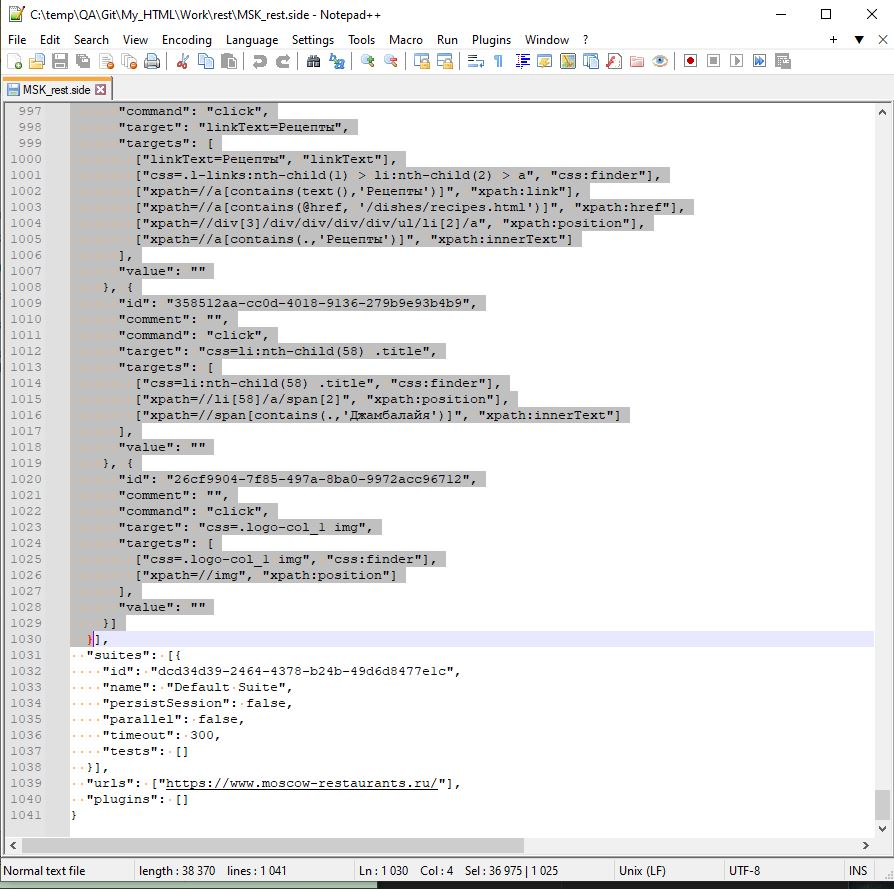 C:\temp\QA\Git\My_HTML\Work\rest\MSK_rest.side - Notepad++
File Edit Search View Encoding Language Settings Tools Macro Run Plugins Window ?
MSK_rest.side
997 "command": "click",
998 "target": "linkText=Рецепты",
999 "targets": [
1000 ["linkText=Рецепты", "linkText"],
1001 ["css=.l-links:nth-child(1) > li:nth-child(2) > a", "css:finder"],
1002 ["xpath=//a[contains(text(),'Рецепты')]", "xpath:link"],
1003 ["xpath=//a[contains(@href, '/dishes/recipes.html')]", "xpath:href"],
1004 ["xpath=//div[3]/div/div/div/div/ul/li[2]/a", "xpath:position"],
1005 ["xpath=//a[contains(.,'Рецепты')]", "xpath:innerText"]
1006 ],
1007 "value": ""
1008 }, {
1009 "id": "358512aa-cc0d-4018-9136-279b9e93b4b9",
1010 "comment": "",
1011 "command": "click",
1012 "target": "css=li:nth-child(58) .title",
1013 "targets": [
1014 ["css=li:nth-child(58) .title", "css:finder"],
1015 ["xpath=//li[58]/a/span[2]", "xpath:position"],
1016 ["xpath=//span[contains(.,'Джамбалайя')]", "xpath:innerText"]
1017 ],
1018 "value": ""
1019 }, {
1020 "id": "26cf9904-7f85-497a-8ba0-9972acc96712",
1021 "comment": "",
1022 "command": "click",
1023 "target": "css=.logo-col_1 img",
1024 "targets": [
1025 ["css=.logo-col_1 img", "css:finder"],
1026 ["xpath=//img", "xpath:position"]
1027 ],
1028 "value": ""
1029 }]
1030 }],
1031 "suites": [{
1032 "id": "dcd34d39-2464-4378-b24b-49d6d8477e1c",
1033 "name": "Default Suite",
1034 "persistSession": false,
1035 "parallel": false,
1036 "timeout": 300,
1037 "tests": []
1038 }],
1039 "urls": ["https://www.moscow-restaurants.ru/"],
1040 "plugins": []
1041 }
Normal text file length : 38 370 lines : 1 041 Ln : 1 030 Col : 4 Sel : 36 975 | 1 025 Unix (LF) UTF-8 INS